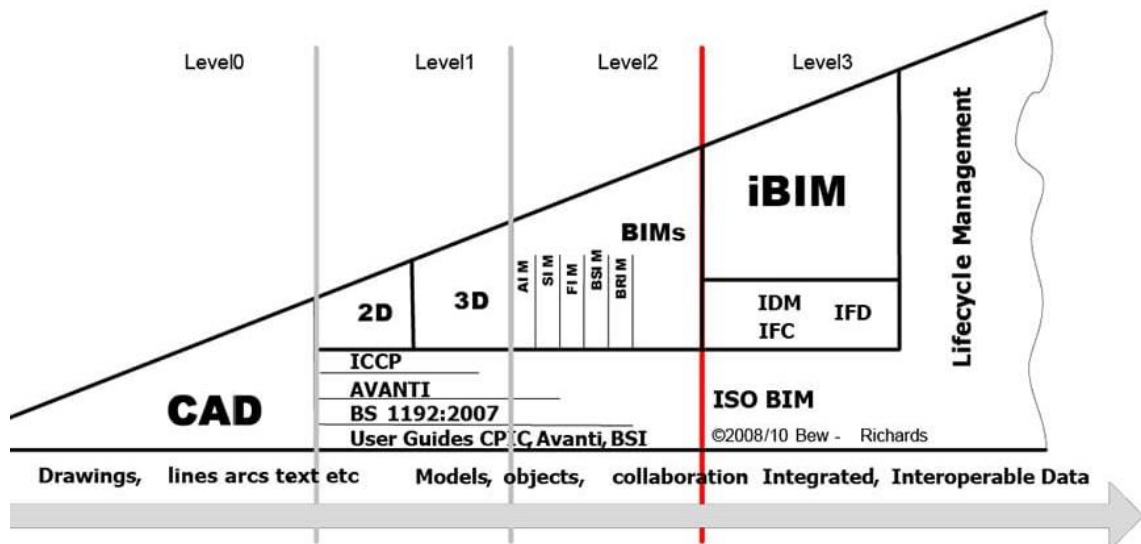 Level0
Level1
Level2
Level3
iBIM
BIMs
AIM
SIM
FIM
BSIM
BRIM
2D
3D
IDM
IFD
IFC
Lifecycle Management
ICCP
AVANTI
BS 1192:2007
User Guides CPIC, Avanti, BSI
CAD
ISO BIM
©2008/10 Bew - Richards
Drawings, lines arcs text etc
Models, objects, collaboration
Integrated, Interoperable Data